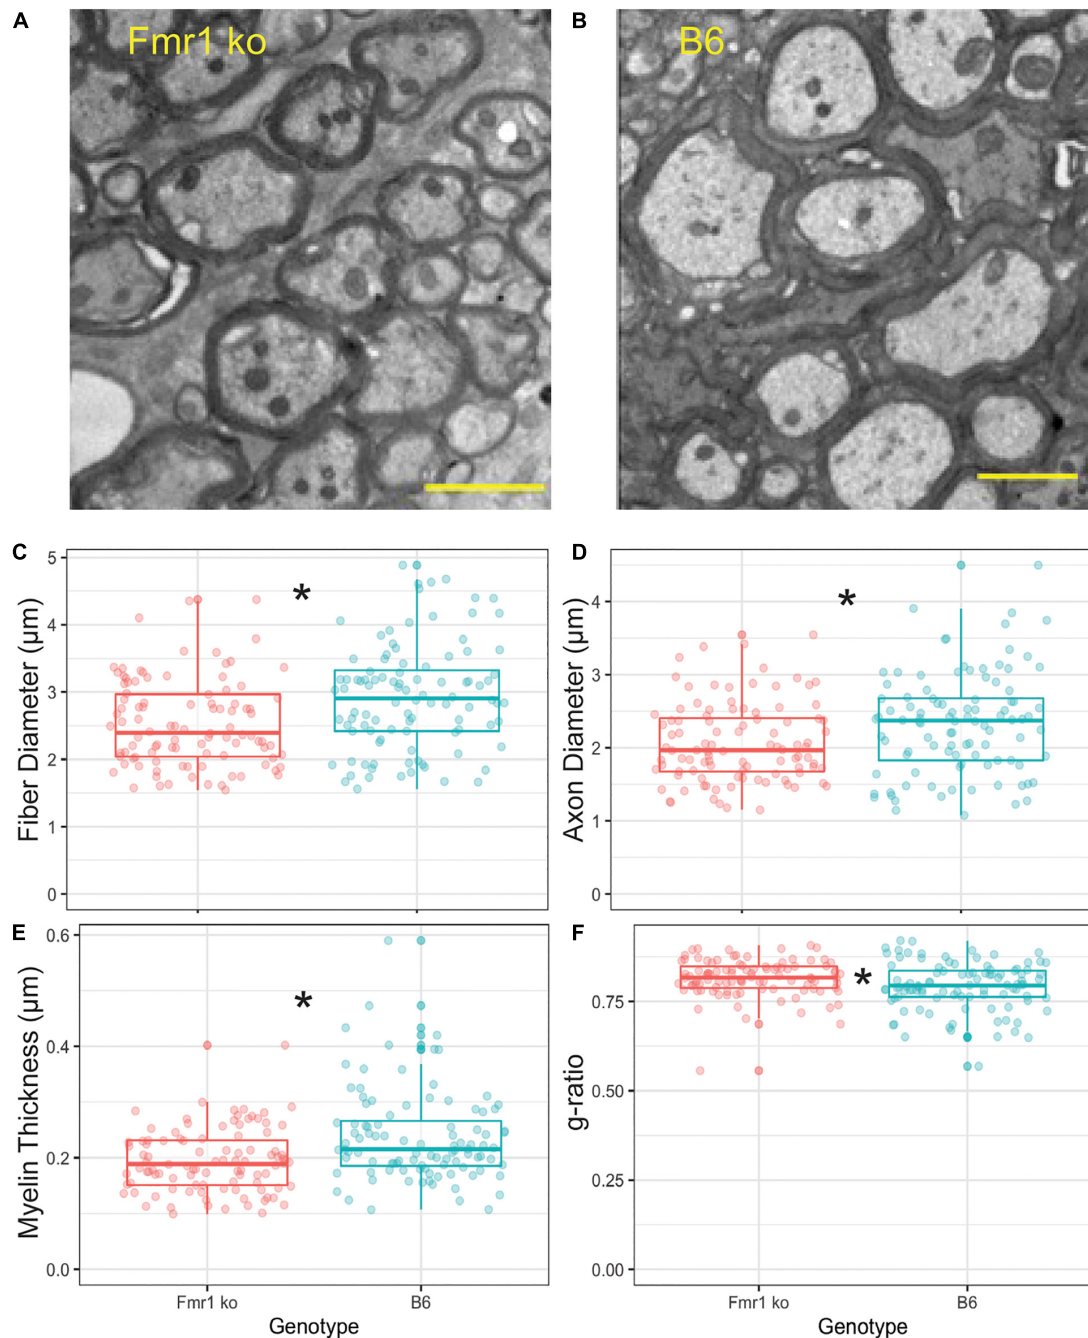 A
Fmr1 ko
B
B6
C
Fiber Diameter (μm)
5
4
3
2
1
0
*
D
Axon Diameter (μm)
4
3
2
1
0
*
E
Myelin Thickness (μm)
0.6
0.4
0.2
0.0
*
Fmr1 ko
B6
Genotype
F
g-ratio
0.75
0.50
0.25
0.00
*
Fmr1 ko
B6
Genotype